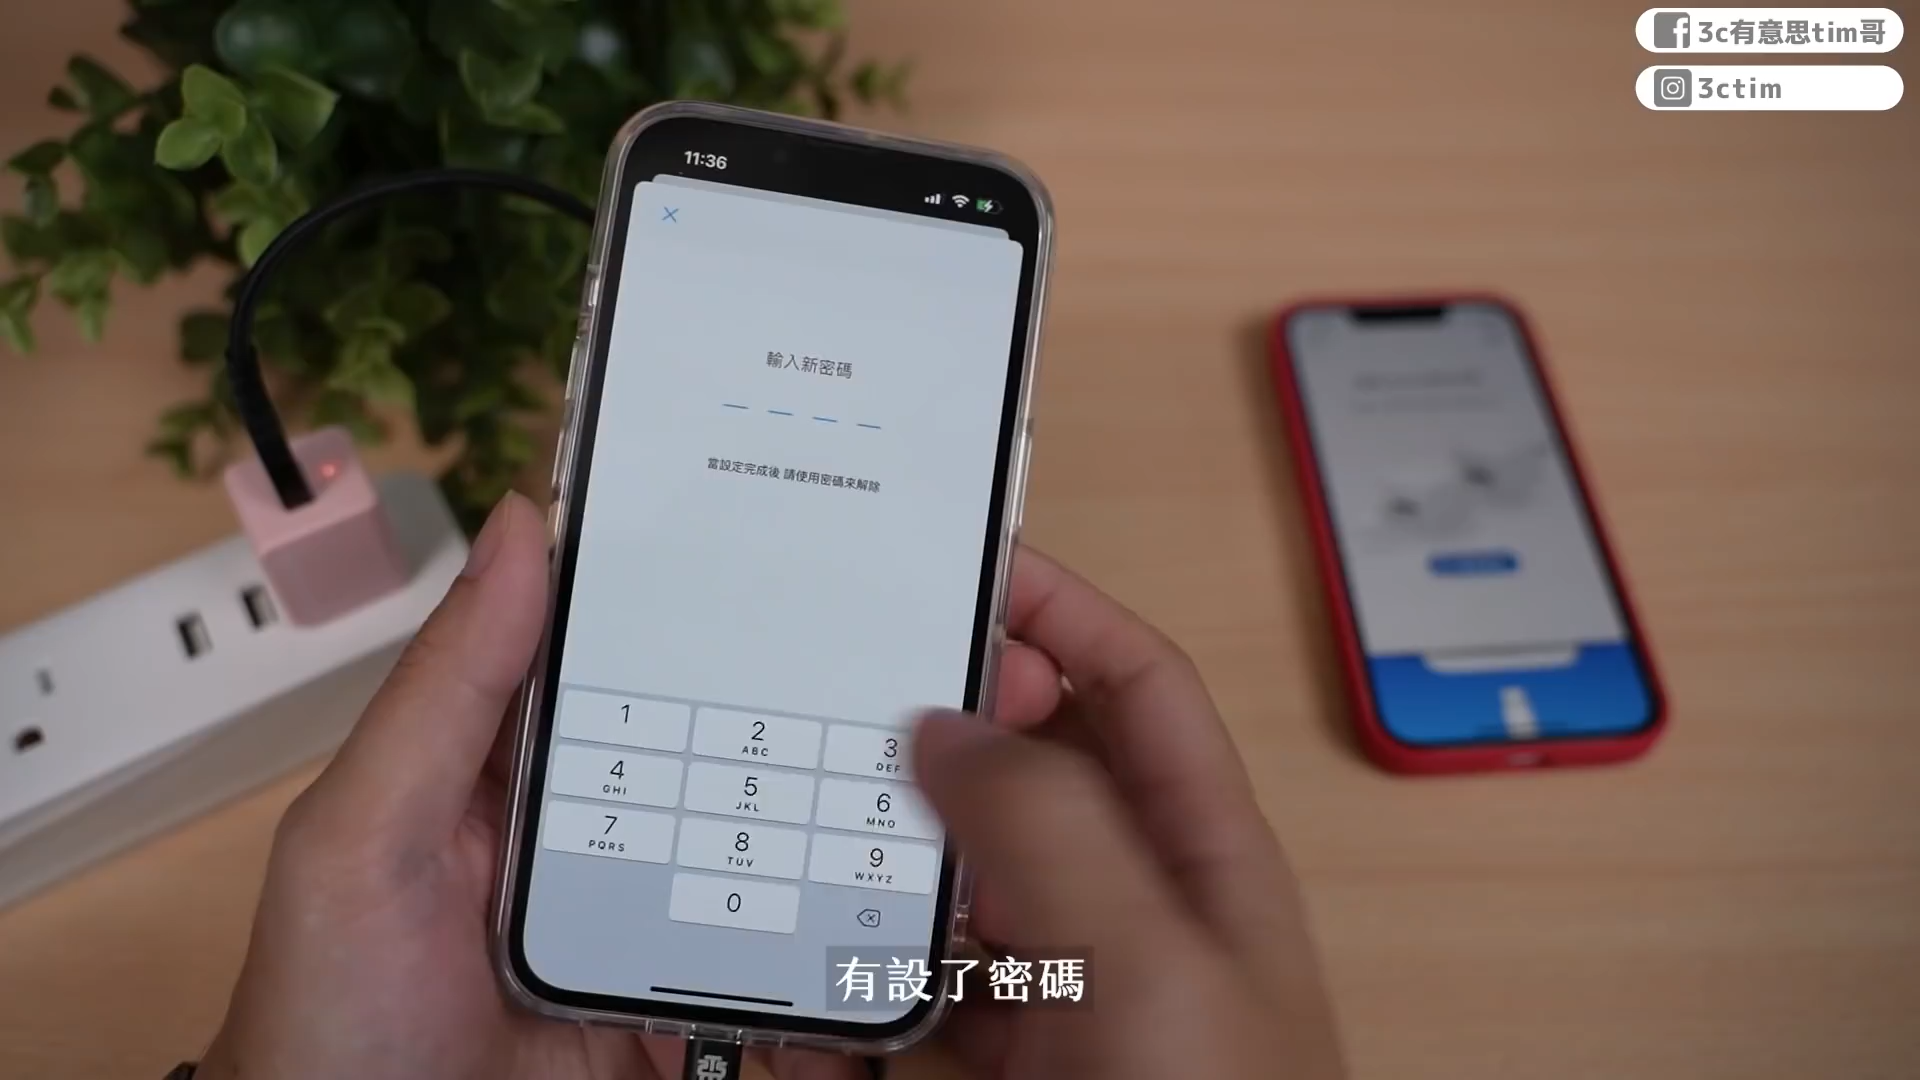 3c有意思tim哥
3ctim
11:36
輸入新密碼
當設定完成後 請使用密碼來解除
1
2
ABC
3
DEF
4
GHI
5
JKL
6
MNO
7
PQRS
8
TUV
9
WXYZ
0
有設了密碼